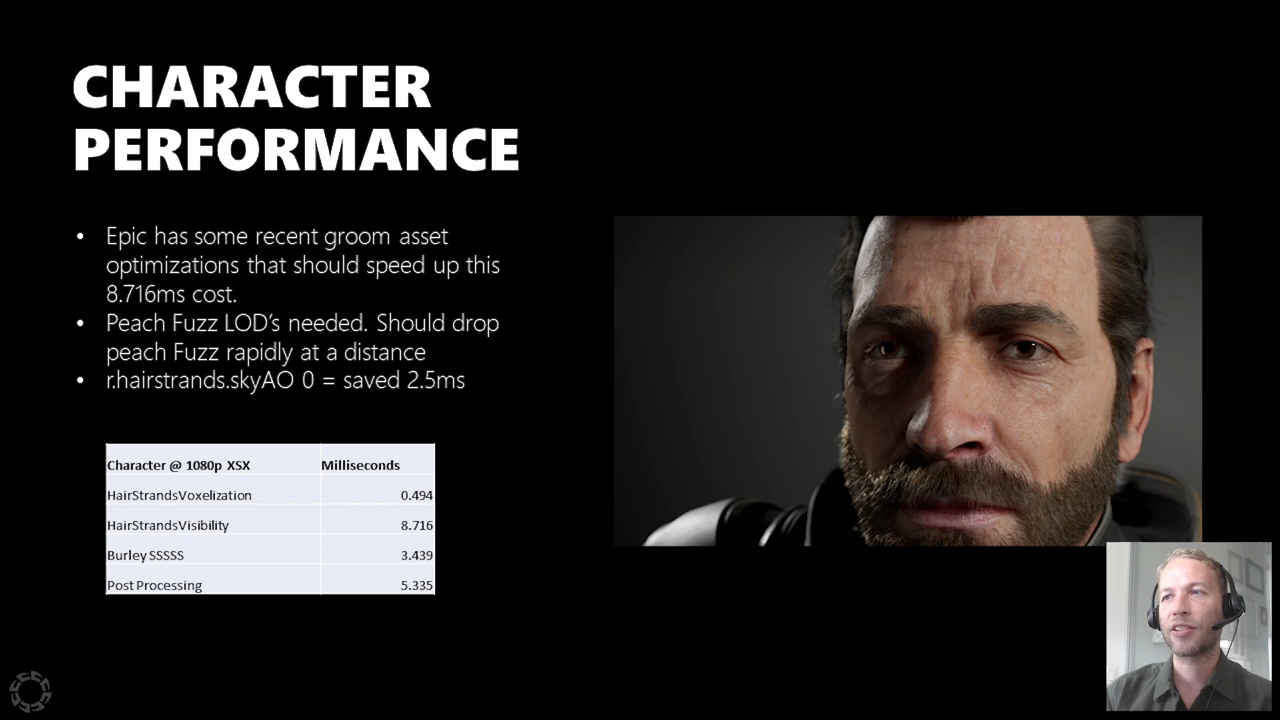 CHARACTER
PERFORMANCE
• Epic has some recent groom asset
optimizations that should speed up this
8.716ms cost.
• Peach Fuzz LOD's needed. Should drop
peach Fuzz rapidly at a distance
• r.hairstrands.skyAO 0 = saved 2.5ms
Character @ 1080p XSX Milliseconds
HairStrandsVoxelization 0.494
HairStrandsVisibility 8.716
Burley SSSSS 3.439
Post Processing 5.335